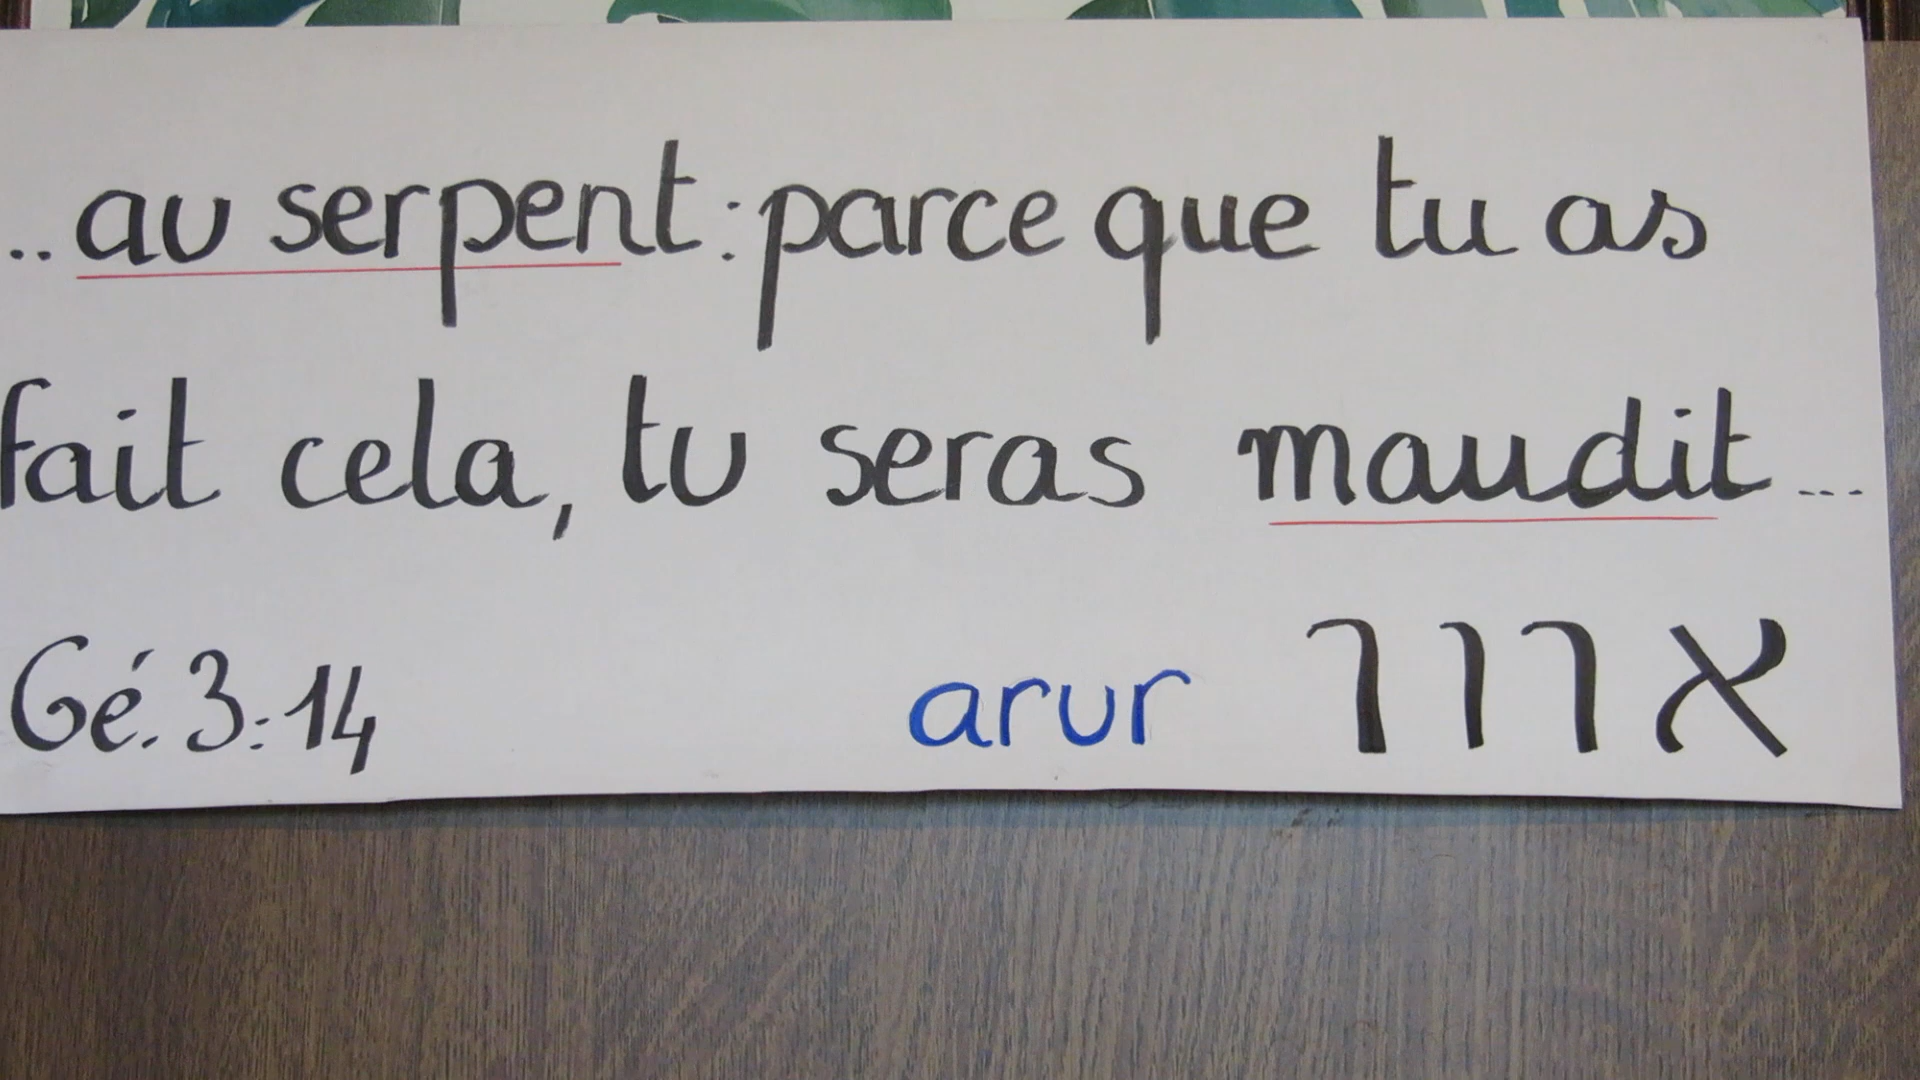 ..au serpent: parce que tu as
fait cela, tu seras maudit...
Gé. 3:14 arur ארור